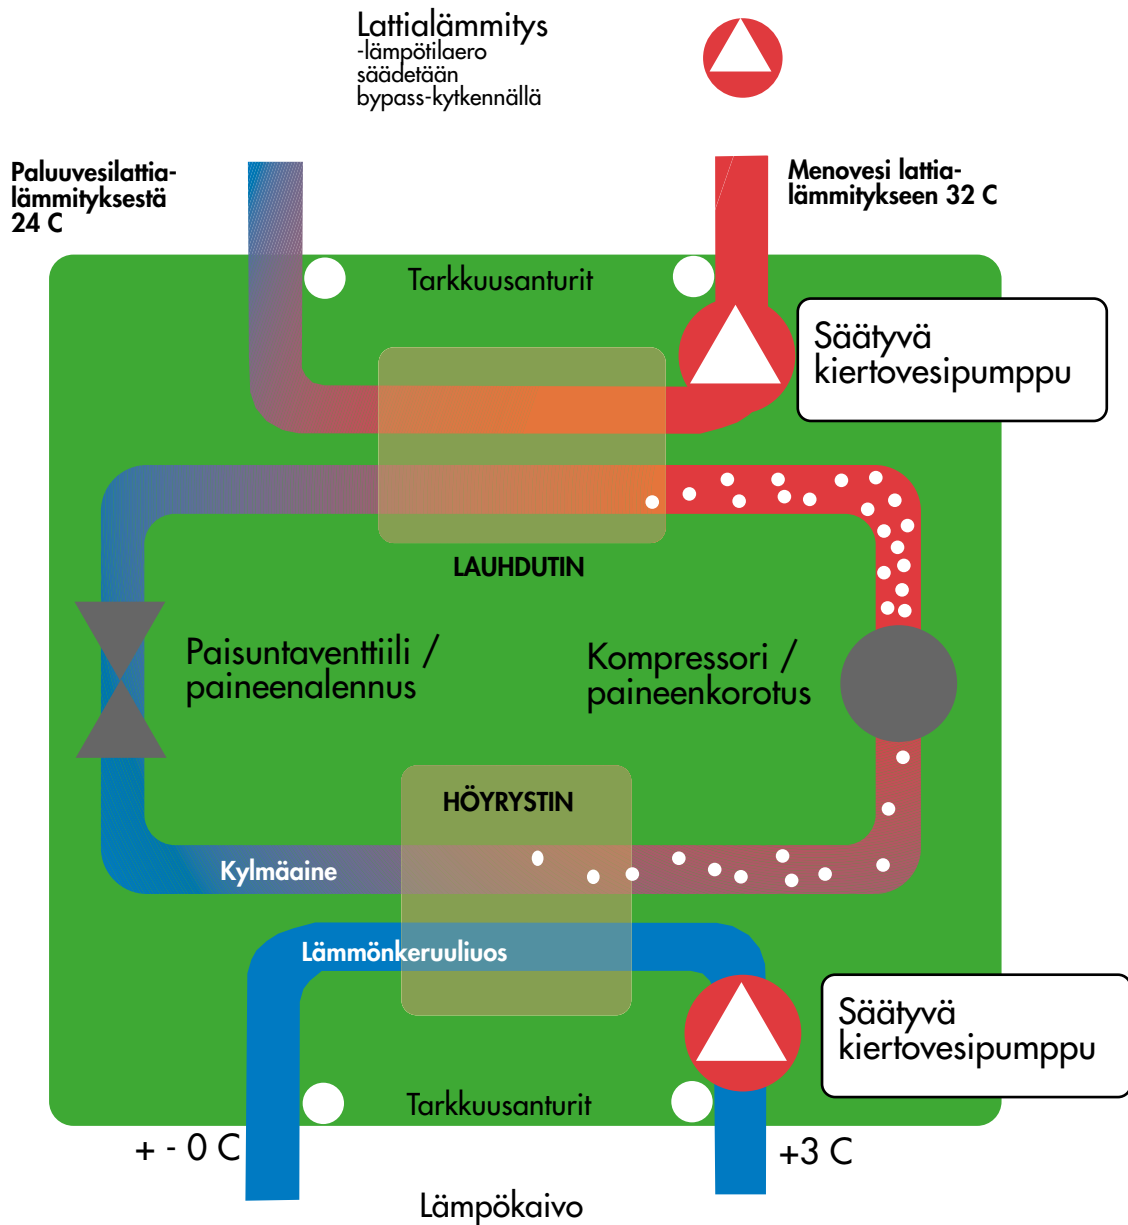 Lattialämmitys
-lämpötilaero
säädetään
bypass-kytkennällä
Paluuvesilattia-
lämmityksestä
24 C
Menovesi lattia-
lämmitykseen 32 C
Tarkkuusanturit
Säätyvä
kiertovesipumppu
LAUHDUTIN
Paisuntaventtiili /
paineenalennus
Kompressori /
paineenkorotus
HÖYRYSTIN
Kylmäaine
Lämmönkeruuliuos
Säätyvä
kiertovesipumppu
Tarkkuusanturit
+ - 0 C
+3 C
Lämpökaivo